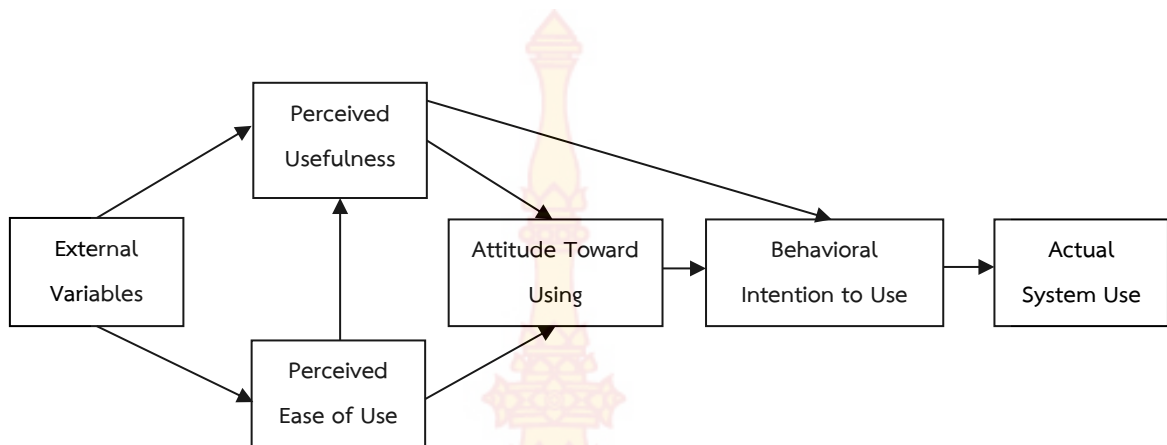 Perceived
Usefulness
External
Variables
Attitude Toward
Using
Behavioral
Intention to Use
Actual
System Use
Perceived
Ease of Use